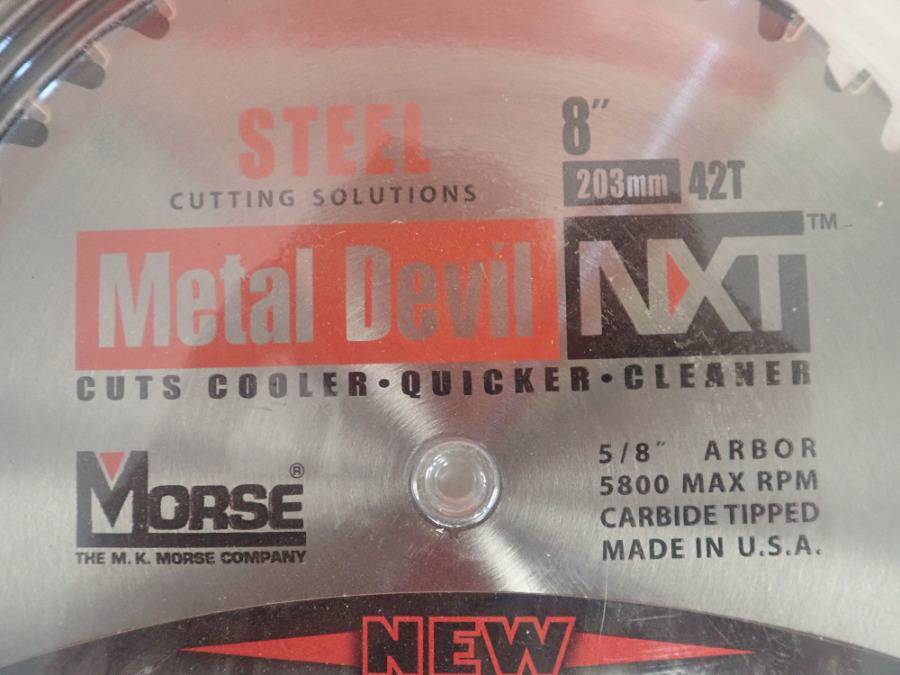 STEEL
CUTTING SOLUTIONS
8"
203mm 42T
Metal Devil NXT™
CUTS COOLER • QUICKER • CLEANER
MORSE®
THE M. K. MORSE COMPANY
5/8" ARBOR
5800 MAX RPM
CARBIDE TIPPED
MADE IN U.S.A.
NEW